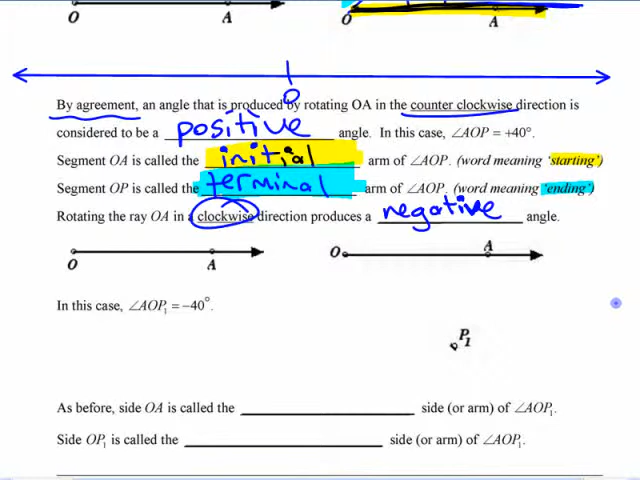 O A O A
0
By agreement, an angle that is produced by rotating OA in the counter clockwise direction is
considered to be a positive angle. In this case, ∠AOP = +40°.
Segment OA is called the initial arm of ∠AOP. (word meaning ‘starting’)
Segment OP is called the terminal arm of ∠AOP. (word meaning ‘ending’)
Rotating the ray OA in a clockwise direction produces a negative angle.
O A O A
In this case, ∠AOP₁ = −40°.
P₁
As before, side OA is called the ____________ side (or arm) of ∠AOP₁.
Side OP₁ is called the ____________ side (or arm) of ∠AOP₁.